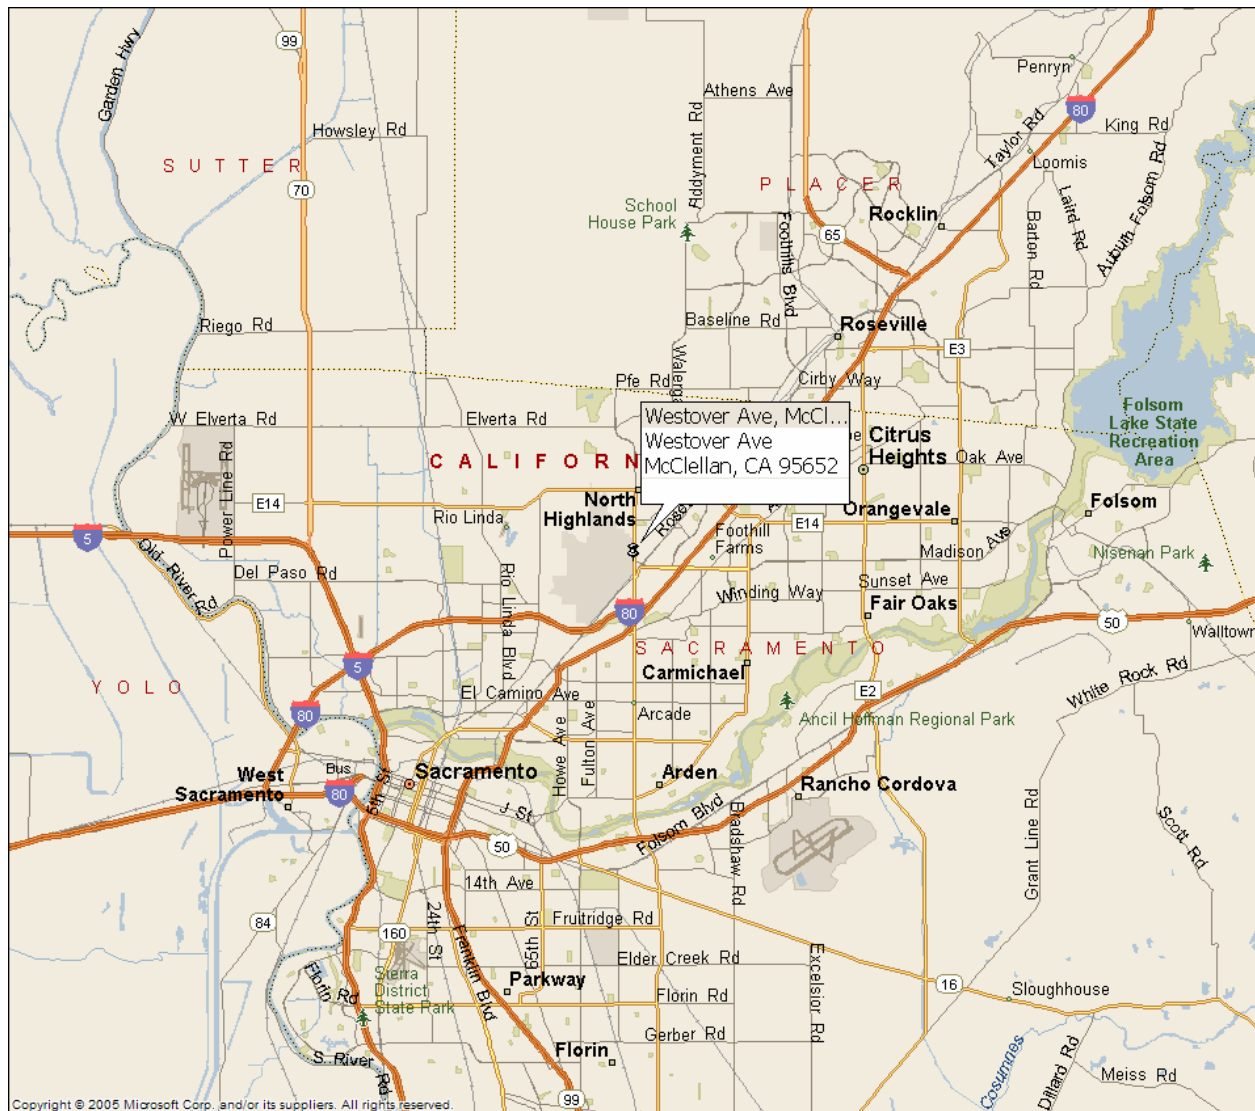 99
Garden Hwy
Howsley Rd
SUTTER
70
Athens Ave
Addyment Rd
School
House Park
PLACER
Foothills Blvd
65
Rocklin
Penryn
80
King Rd
Taylor Rd
Loomis
Laird Rd
Barton Rd
Auburn Folsom Rd
Riego Rd
Baseline Rd
Roseville
E3
Walerga
Pfe Rd
Cirby Way
W Elverta Rd
Elverta Rd
Westover Ave, McCl...
Westover Ave
McClellan, CA 95652
Citrus
Heights
Oak Ave
Folsom
Lake State
Recreation
Area
CALIFORN
Power Line Rd
E14
Rio Linda
North
Highlands
Rose
Foothill
Farms
E14
Orangevale
Folsom
Madison Ave
Nisenan Park
5
Old River Rd
Del Paso Rd
Rio Linda Blvd
Winding Way
Sunset Ave
Fair Oaks
80
50
Walltown
SACRAMENTO
Carmichael
White Rock Rd
5
YOLO
El Camino Ave
E2
80
Howe Ave
Fulton Ave
Arcade
Ancil Hoffman Regional Park
West
Sacramento
Bus
80
5th St
Sacramento
J St
Arden
Rancho Cordova
Folsom Blvd
Bradshaw Rd
Grant Line Rd
Scott Rd
50
14th Ave
84
160
24th St
Franklin Blvd
65th St
Fruitridge Rd
Elder Creek Rd
Excelsior Rd
Sierra
District
State Park
Florin Rd
Parkway
Florin Rd
16
Sloughhouse
Gerber Rd
Florin
S River Rd
99
Cosumnes
Dillard Rd
Meiss Rd
Copyright © 2005 Microsoft Corp. and/or its suppliers. All rights reserved.